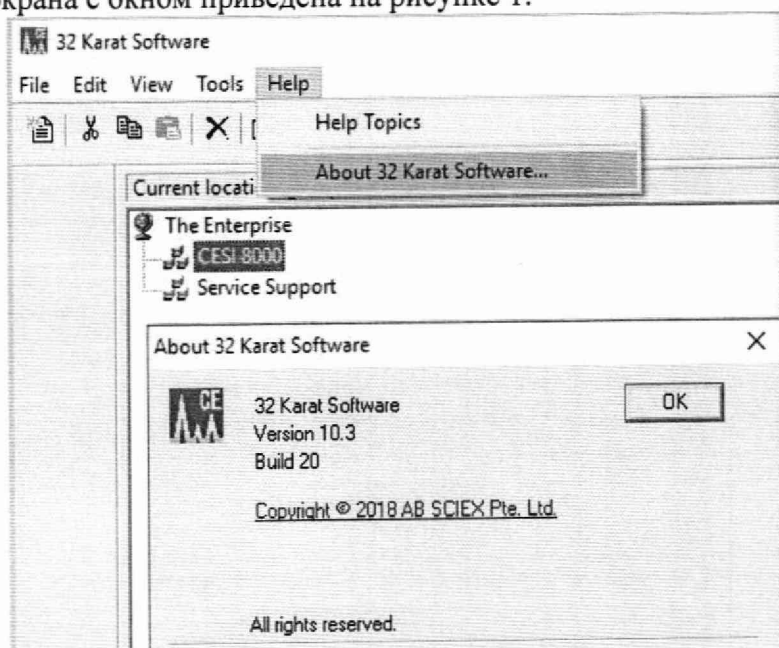 окрана с окном приведена на рисунке 1.
32 Karat Software
File Edit View Tools Help
Help Topics
About 32 Karat Software...
Current locati
The Enterprise
CESI 8000
Service Support
About 32 Karat Software
CE
32 Karat Software
OK
Version 10.3
Build 20
Copyright © 2018 AB SCIEX Pte. Ltd.
All rights reserved.